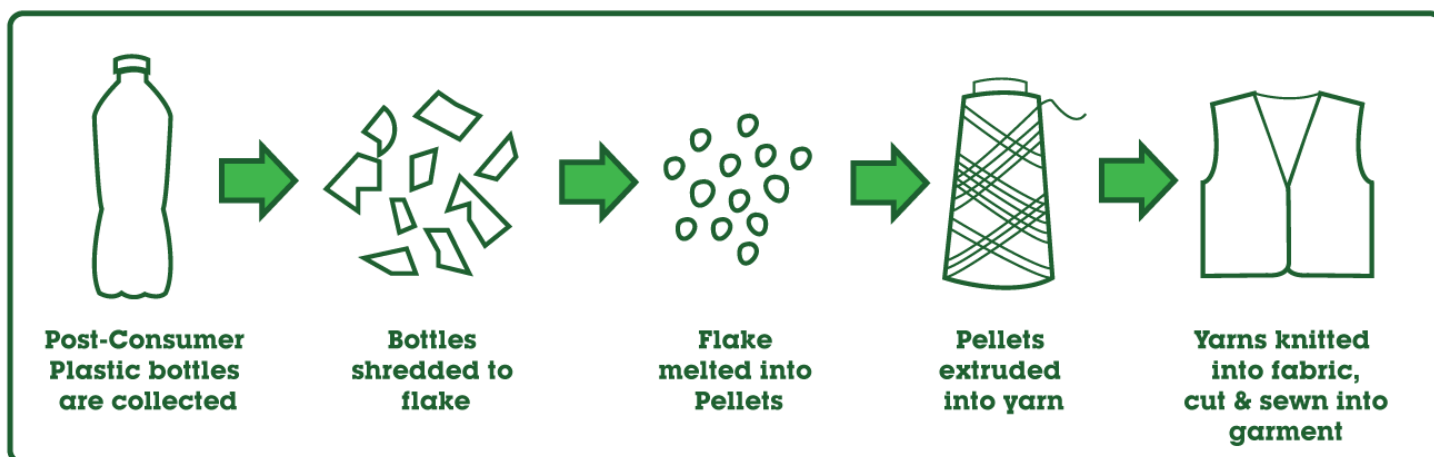 Post-Consumer
Plastic bottles
are collected
Bottles
shredded to
flake
Flake
melted into
Pellets
Pellets
extruded
into yarn
Yarns knitted
into fabric,
cut & sewn into
garment